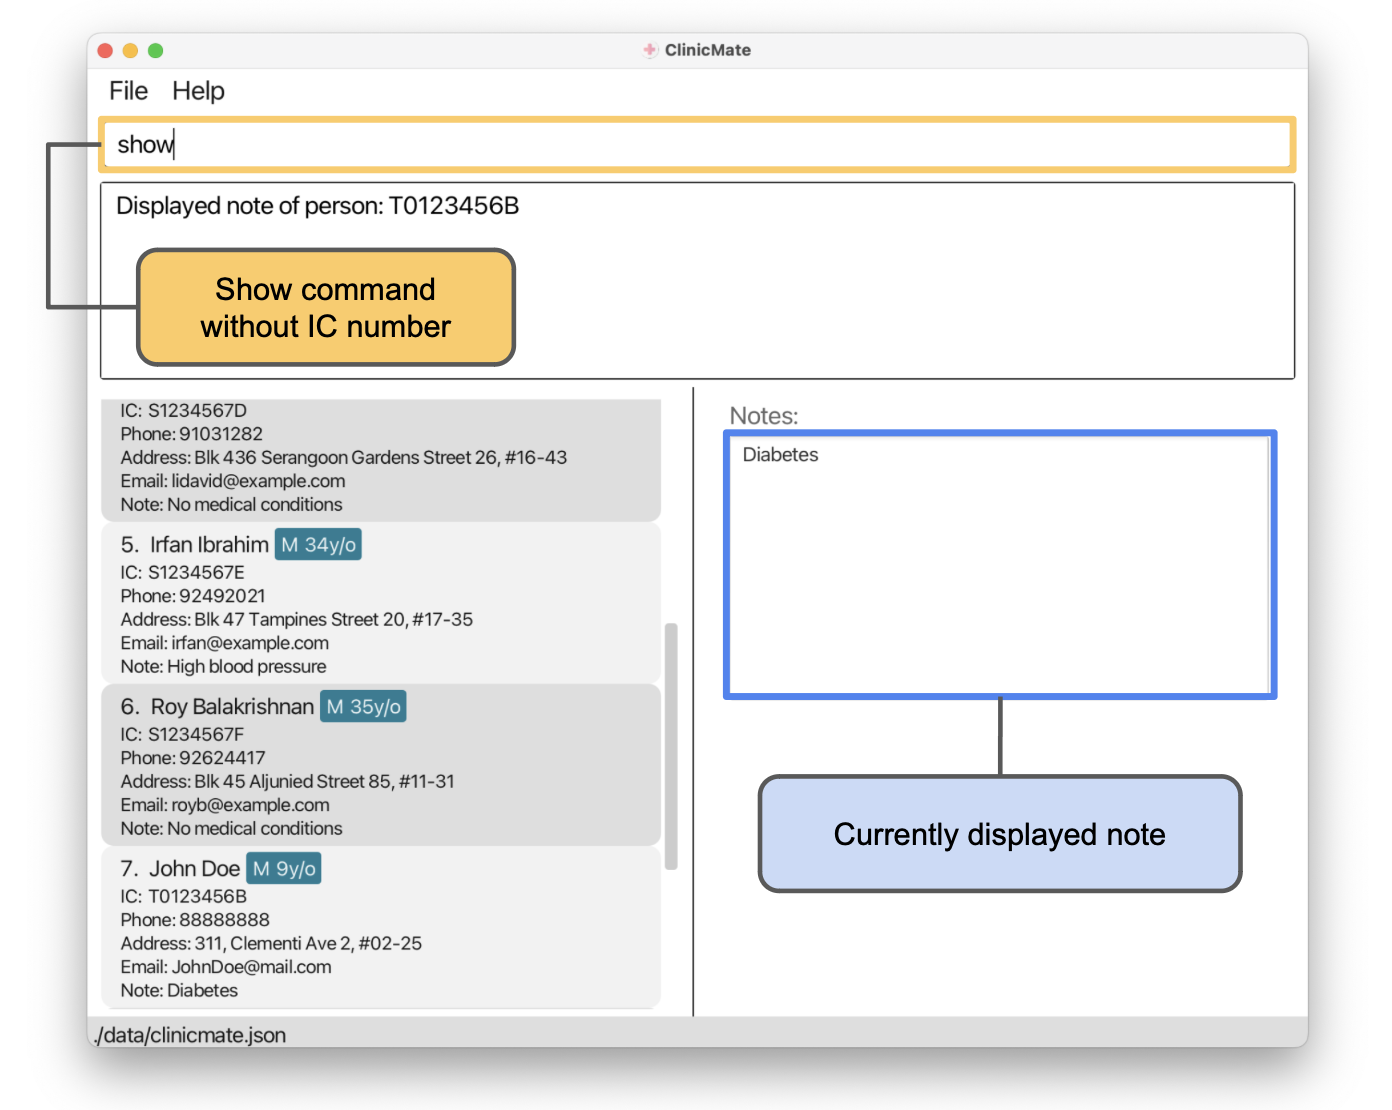 ClinicMate
File Help
show
Displayed note of person: T0123456B
Show command
without IC number
IC: S1234567D
Phone: 91031282
Address: Blk 436 Serangoon Gardens Street 26, #16-43
Email: lidavid@example.com
Note: No medical conditions
5. Irfan Ibrahim M 34y/o
IC: S1234567E
Phone: 92492021
Address: Blk 47 Tampines Street 20, #17-35
Email: irfan@example.com
Note: High blood pressure
6. Roy Balakrishnan M 35y/o
IC: S1234567F
Phone: 92624417
Address: Blk 45 Aljunied Street 85, #11-31
Email: royb@example.com
Note: No medical conditions
7. John Doe M 9y/o
IC: T0123456B
Phone: 88888888
Address: 311, Clementi Ave 2, #02-25
Email: JohnDoe@mail.com
Note: Diabetes
Notes:
Diabetes
Currently displayed note
./data/clinicmate.json